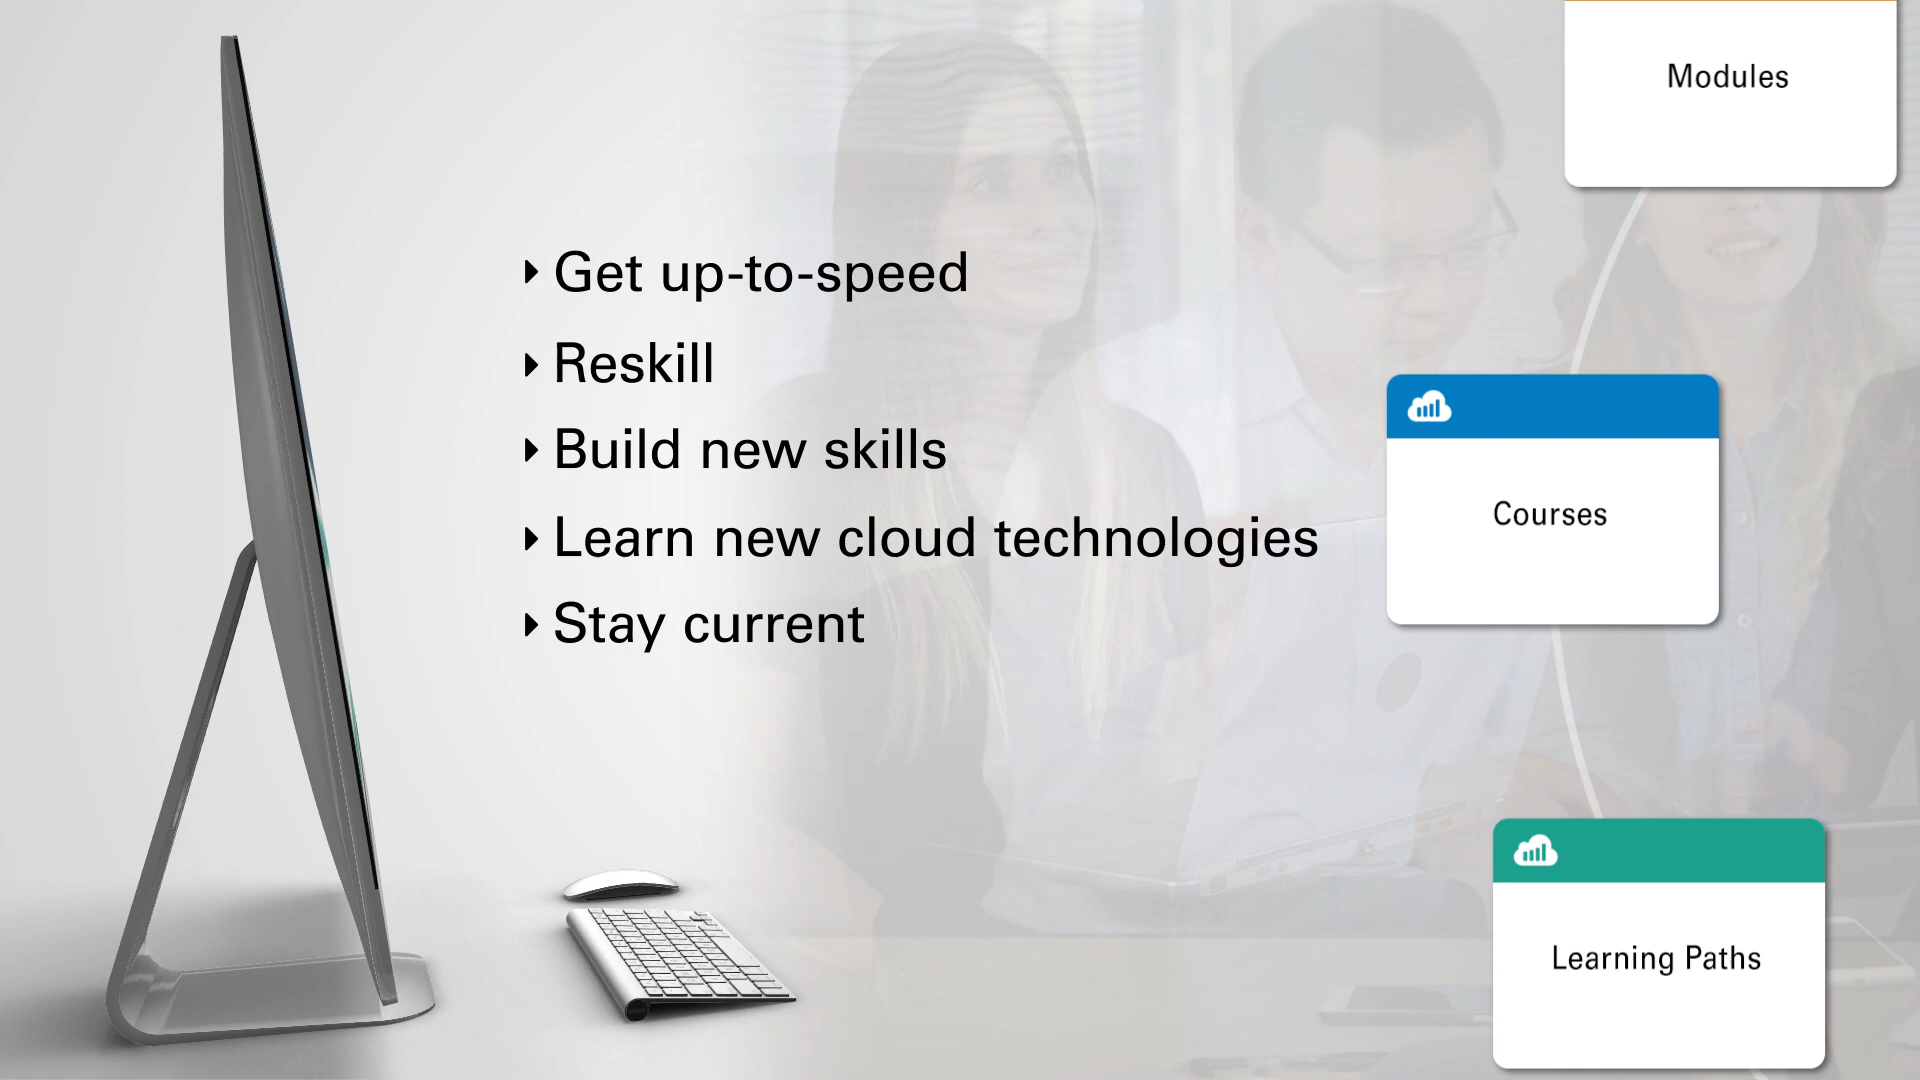 Modules
Get up-to-speed
Reskill
Build new skills
Learn new cloud technologies
Stay current
Courses
Learning Paths